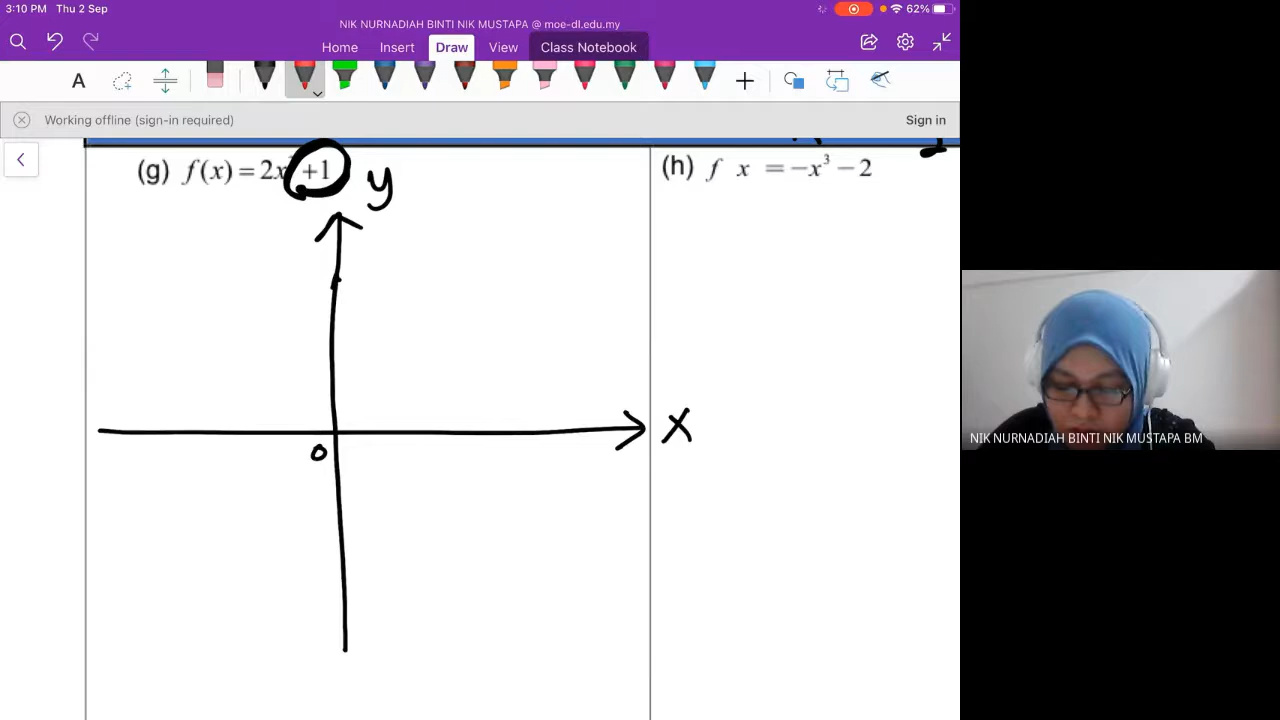 3:10 PM Thu 2 Sep
62%
NIK NURNADIAH BINTI NIK MUSTAPA @ moe-dl.edu.my
Home Insert Draw View Class Notebook
A
Working offline (sign-in required) Sign in
(g) f(x) = 2x +1
(h) f x = −x³ − 2
y
x
0
NIK NURNADIAH BINTI NIK MUSTAPA BM